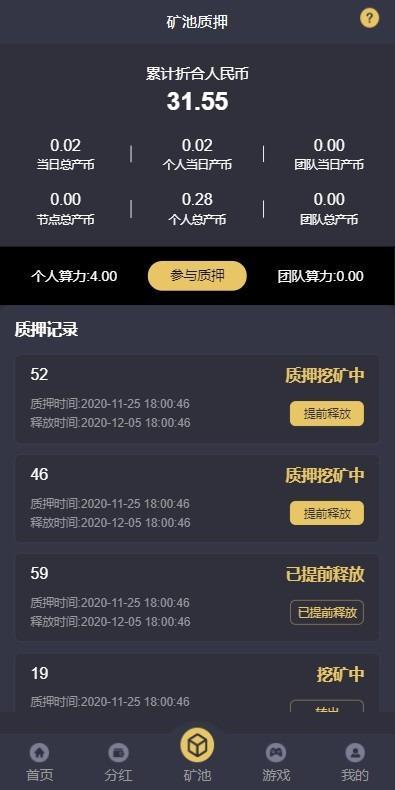 矿池质押
?
累计折合人民币
31.55
0.02 0.02 0.00
当日总产币 个人当日产币 团队当日产币
0.00 0.28 0.00
节点总产币 个人总产币 团队总产币
个人算力:4.00 参与质押 团队算力:0.00
质押记录
52 质押挖矿中
质押时间:2020-11-25 18:00:46
提前释放
释放时间:2020-12-05 18:00:46
46 质押挖矿中
质押时间:2020-11-25 18:00:46
提前释放
释放时间:2020-12-05 18:00:46
59 已提前释放
质押时间:2020-11-25 18:00:46
已提前释放
释放时间:2020-12-05 18:00:46
19 挖矿中
质押时间:2020-11-25 18:00:46
转出
首页 分红 矿池 游戏 我的